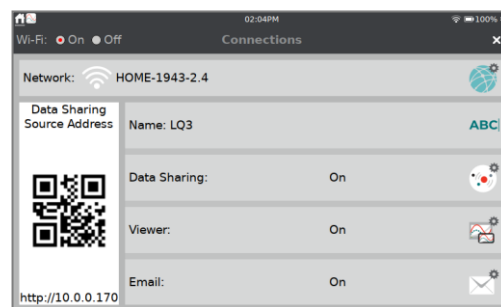 02:04PM
100%
Wi-Fi: On Off
Connections
x
Network: HOME-1943-2.4
Data Sharing
Source Address
Name: LQ3
ABC
Data Sharing: On
Viewer: On
Email: On
http://10.0.0.170